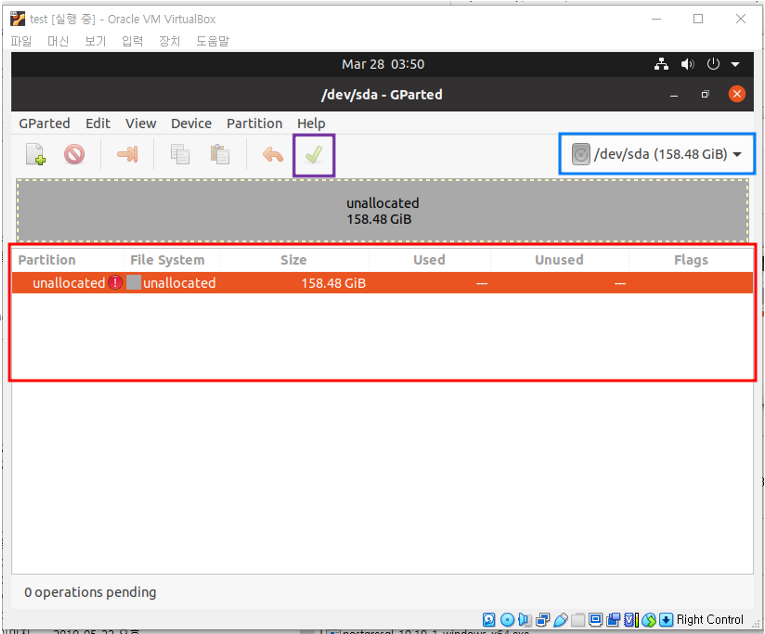 test [실행 중] - Oracle VM VirtualBox
파일 머신 보기 입력 장치 도움말
Mar 28 03:50
/dev/sda - GParted
GParted Edit View Device Partition Help
/dev/sda (158.48 GiB)
unallocated
158.48 GiB
Partition File System Size Used Unused Flags
unallocated unallocated 158.48 GiB --- ---
0 operations pending
Right Control